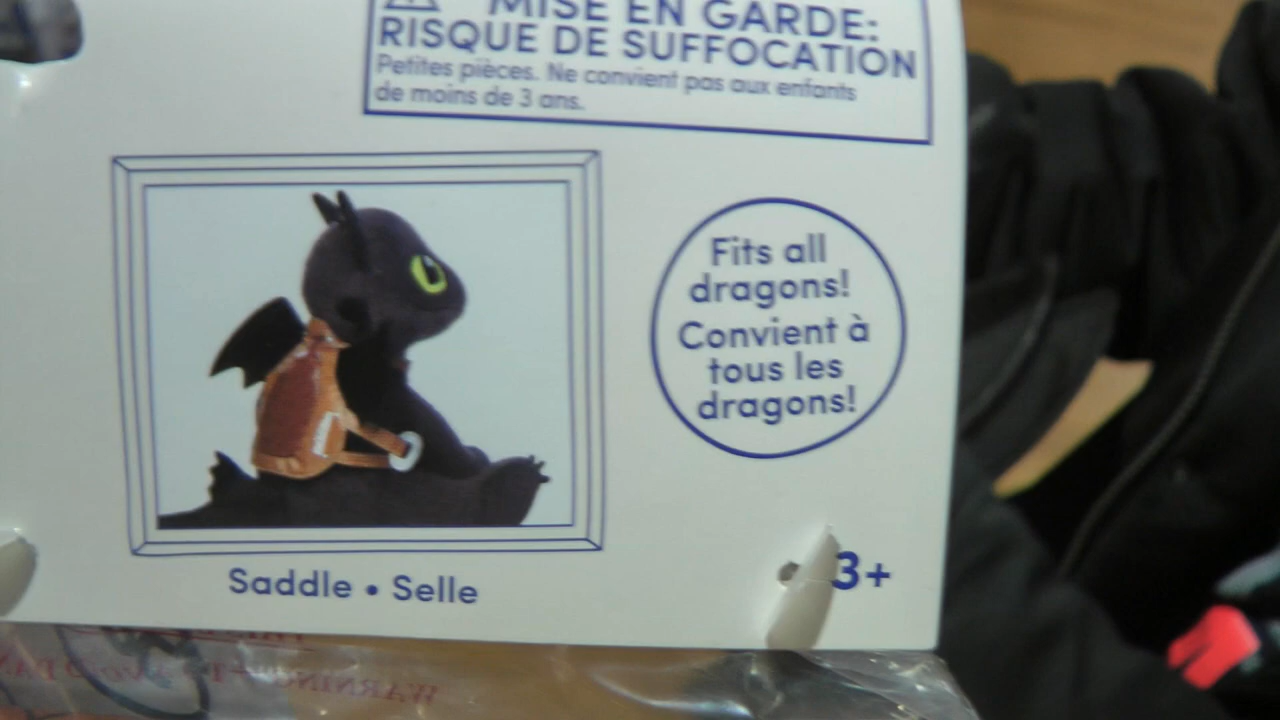 MISE EN GARDE:
RISQUE DE SUFFOCATION
Petites pièces. Ne convient pas aux enfants
de moins de 3 ans.
Fits all
dragons!
Convient à
tous les
dragons!
Saddle • Selle
3+
WARNING